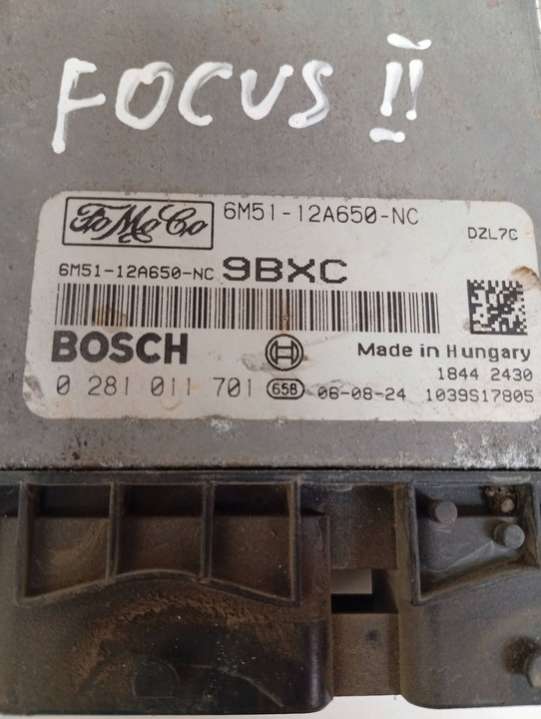 FOCUS II
FoMoCo
6M51-12A650-NC
DZL7C
6M51-12A650-NC 9BXC
BOSCH
Made in Hungary
1844 2430
0 281 011 701 658 06-08-24 1039S17805